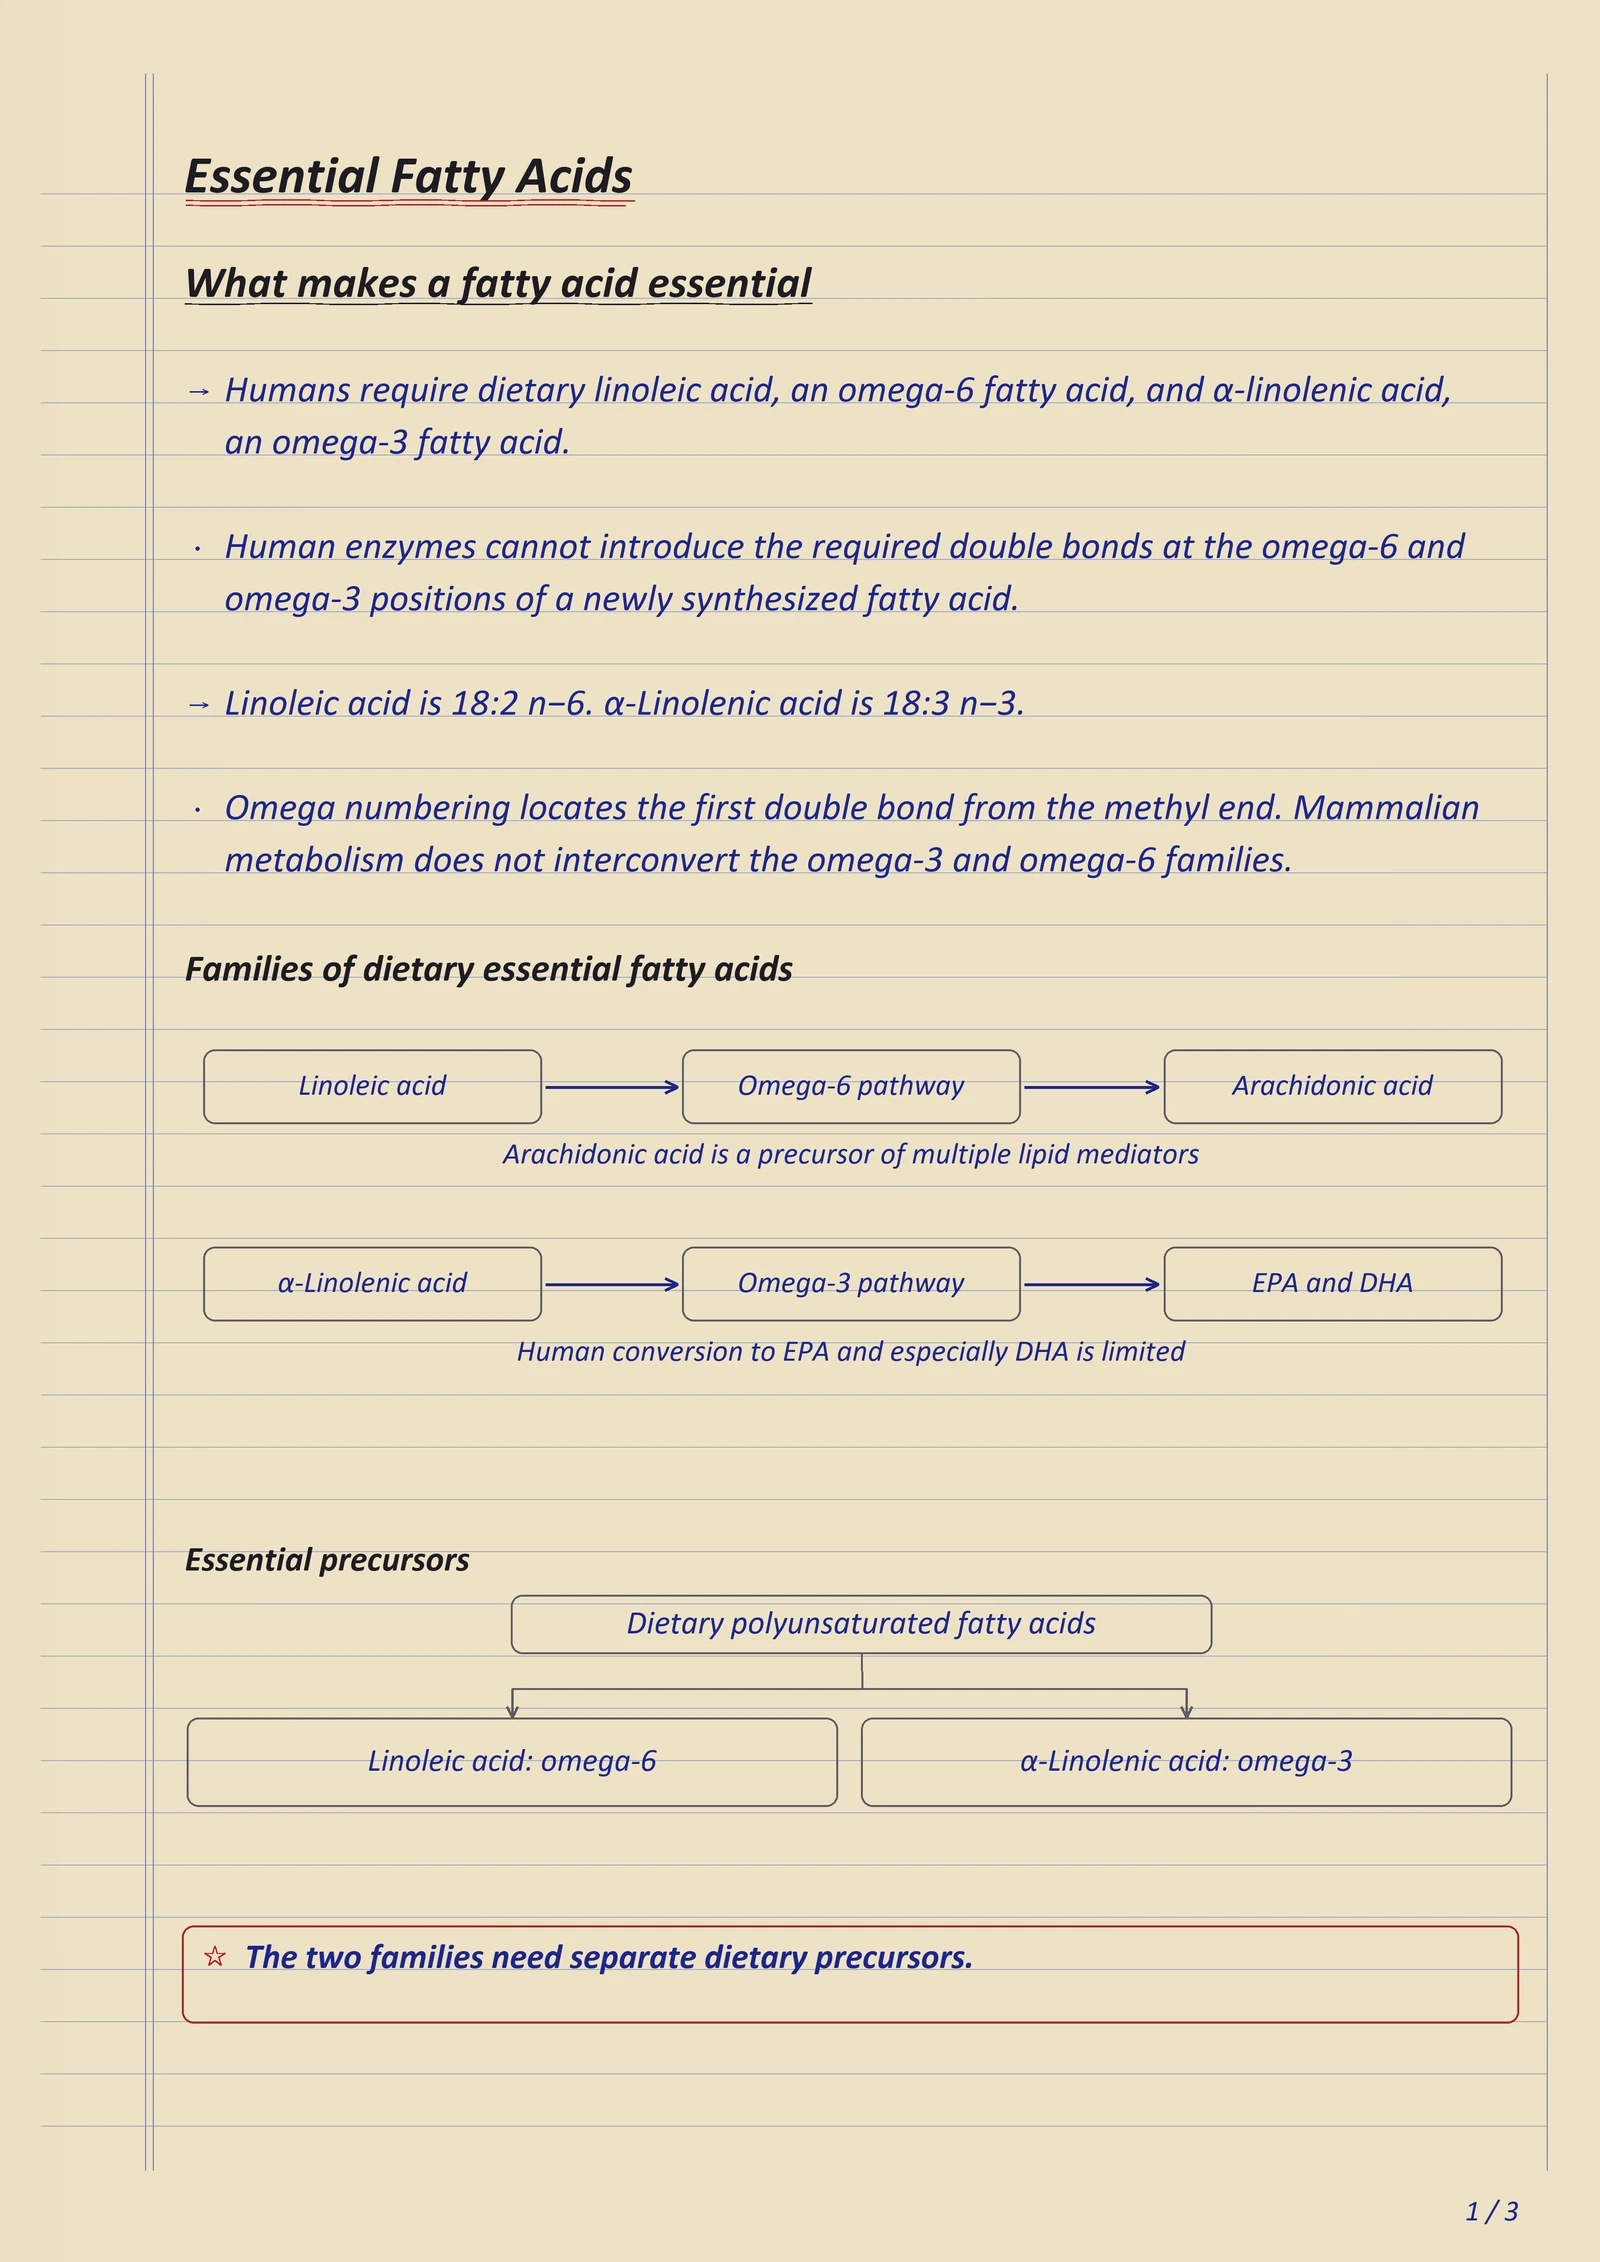 Essential Fatty Acids
What makes a fatty acid essential
→ Humans require dietary linoleic acid, an omega-6 fatty acid, and α-linolenic acid,
an omega-3 fatty acid.
· Human enzymes cannot introduce the required double bonds at the omega-6 and
omega-3 positions of a newly synthesized fatty acid.
→ Linoleic acid is 18:2 n−6. α-Linolenic acid is 18:3 n−3.
· Omega numbering locates the first double bond from the methyl end. Mammalian
metabolism does not interconvert the omega-3 and omega-6 families.
Families of dietary essential fatty acids
Linoleic acid
Omega-6 pathway
Arachidonic acid
Arachidonic acid is a precursor of multiple lipid mediators
α-Linolenic acid
Omega-3 pathway
EPA and DHA
Human conversion to EPA and especially DHA is limited
Essential precursors
Dietary polyunsaturated fatty acids
Linoleic acid: omega-6
α-Linolenic acid: omega-3
☆ The two families need separate dietary precursors.
1 / 3